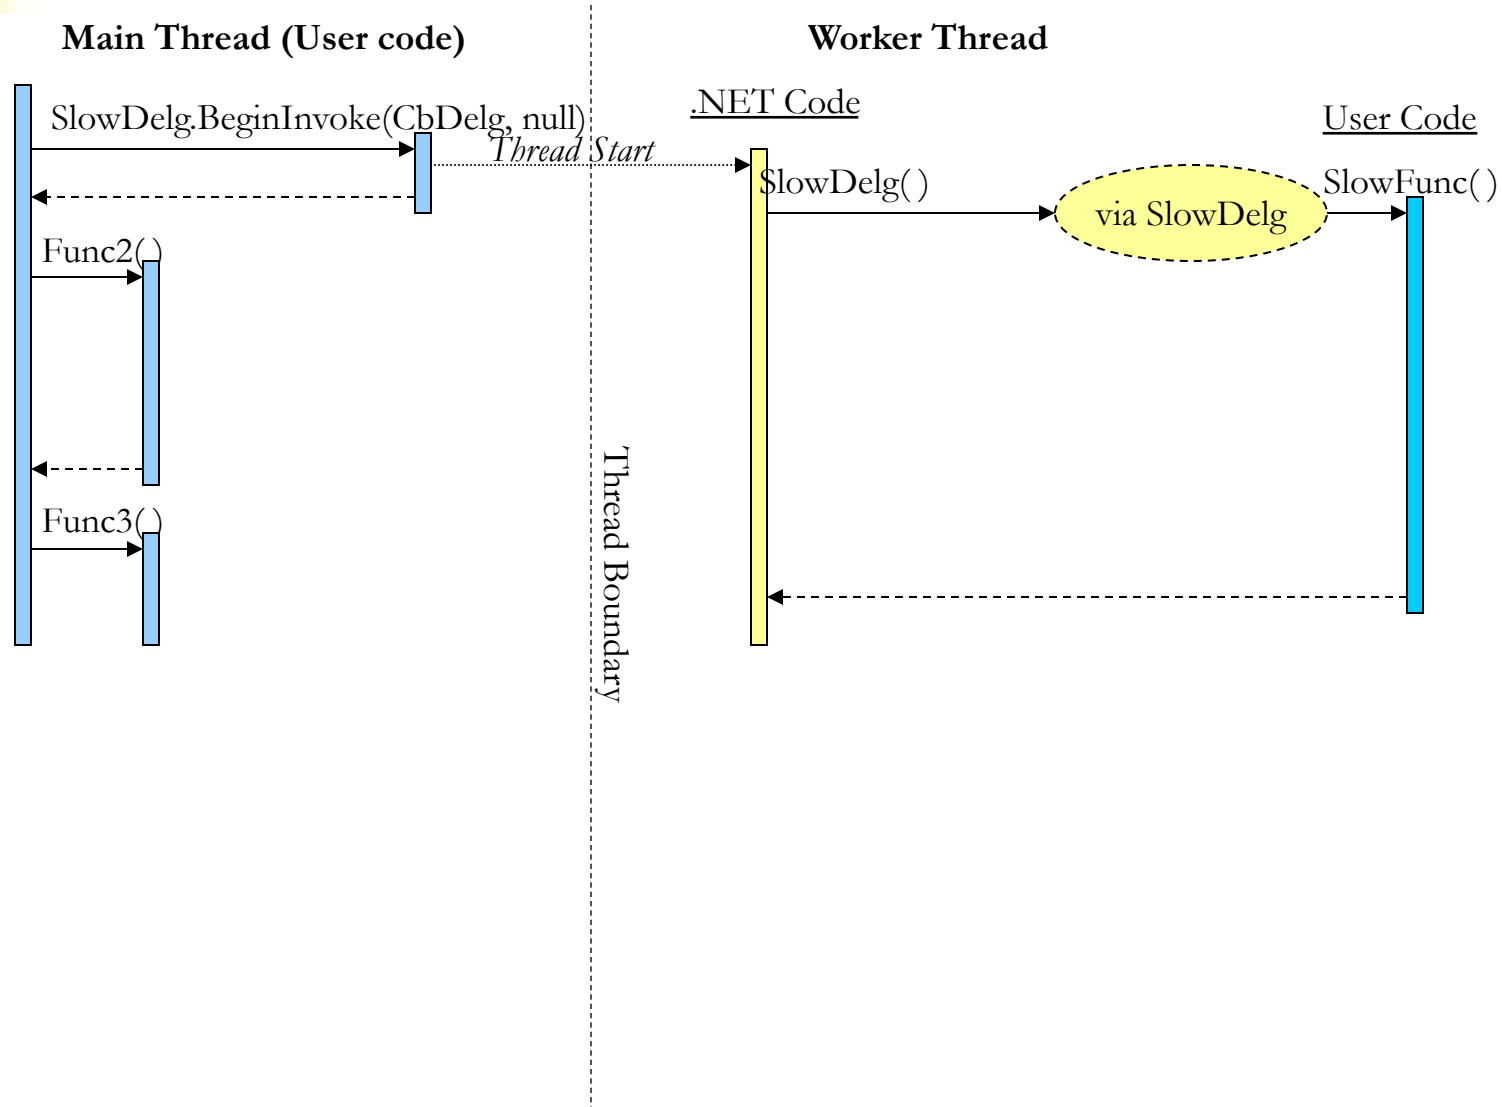 Main Thread (User code)
Worker Thread
.NET Code
User Code
SlowDelg.BeginInvoke(CbDelg, null)
Thread Start
SlowDelg( )
via SlowDelg
SlowFunc( )
Func2( )
Func3( )
Thread Boundary